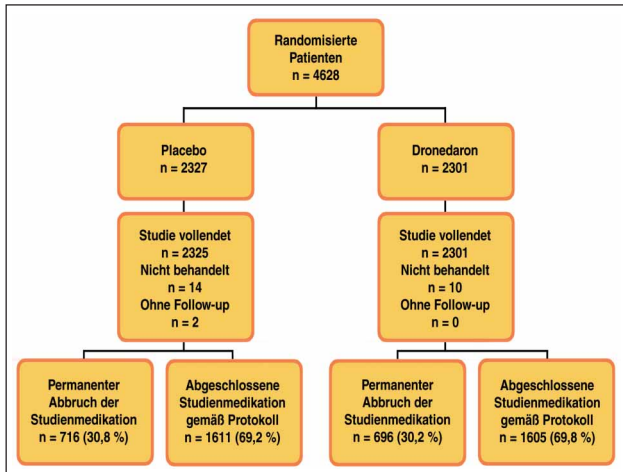 Randomisierte
Patienten
n = 4628
Placebo
n = 2327
Dronedaron
n = 2301
Studie vollendet
n = 2325
Nicht behandelt
n = 14
Ohne Follow-up
n = 2
Studie vollendet
n = 2301
Nicht behandelt
n = 10
Ohne Follow-up
n = 0
Permanenter
Abbruch der
Studienmedikation
n = 716 (30,8 %)
Abgeschlossene
Studienmedikation
gemäß Protokoll
n = 1611 (69,2 %)
Permanenter
Abbruch der
Studienmedikation
n = 696 (30,2 %)
Abgeschlossene
Studienmedikation
gemäß Protokoll
n = 1605 (69,8 %)